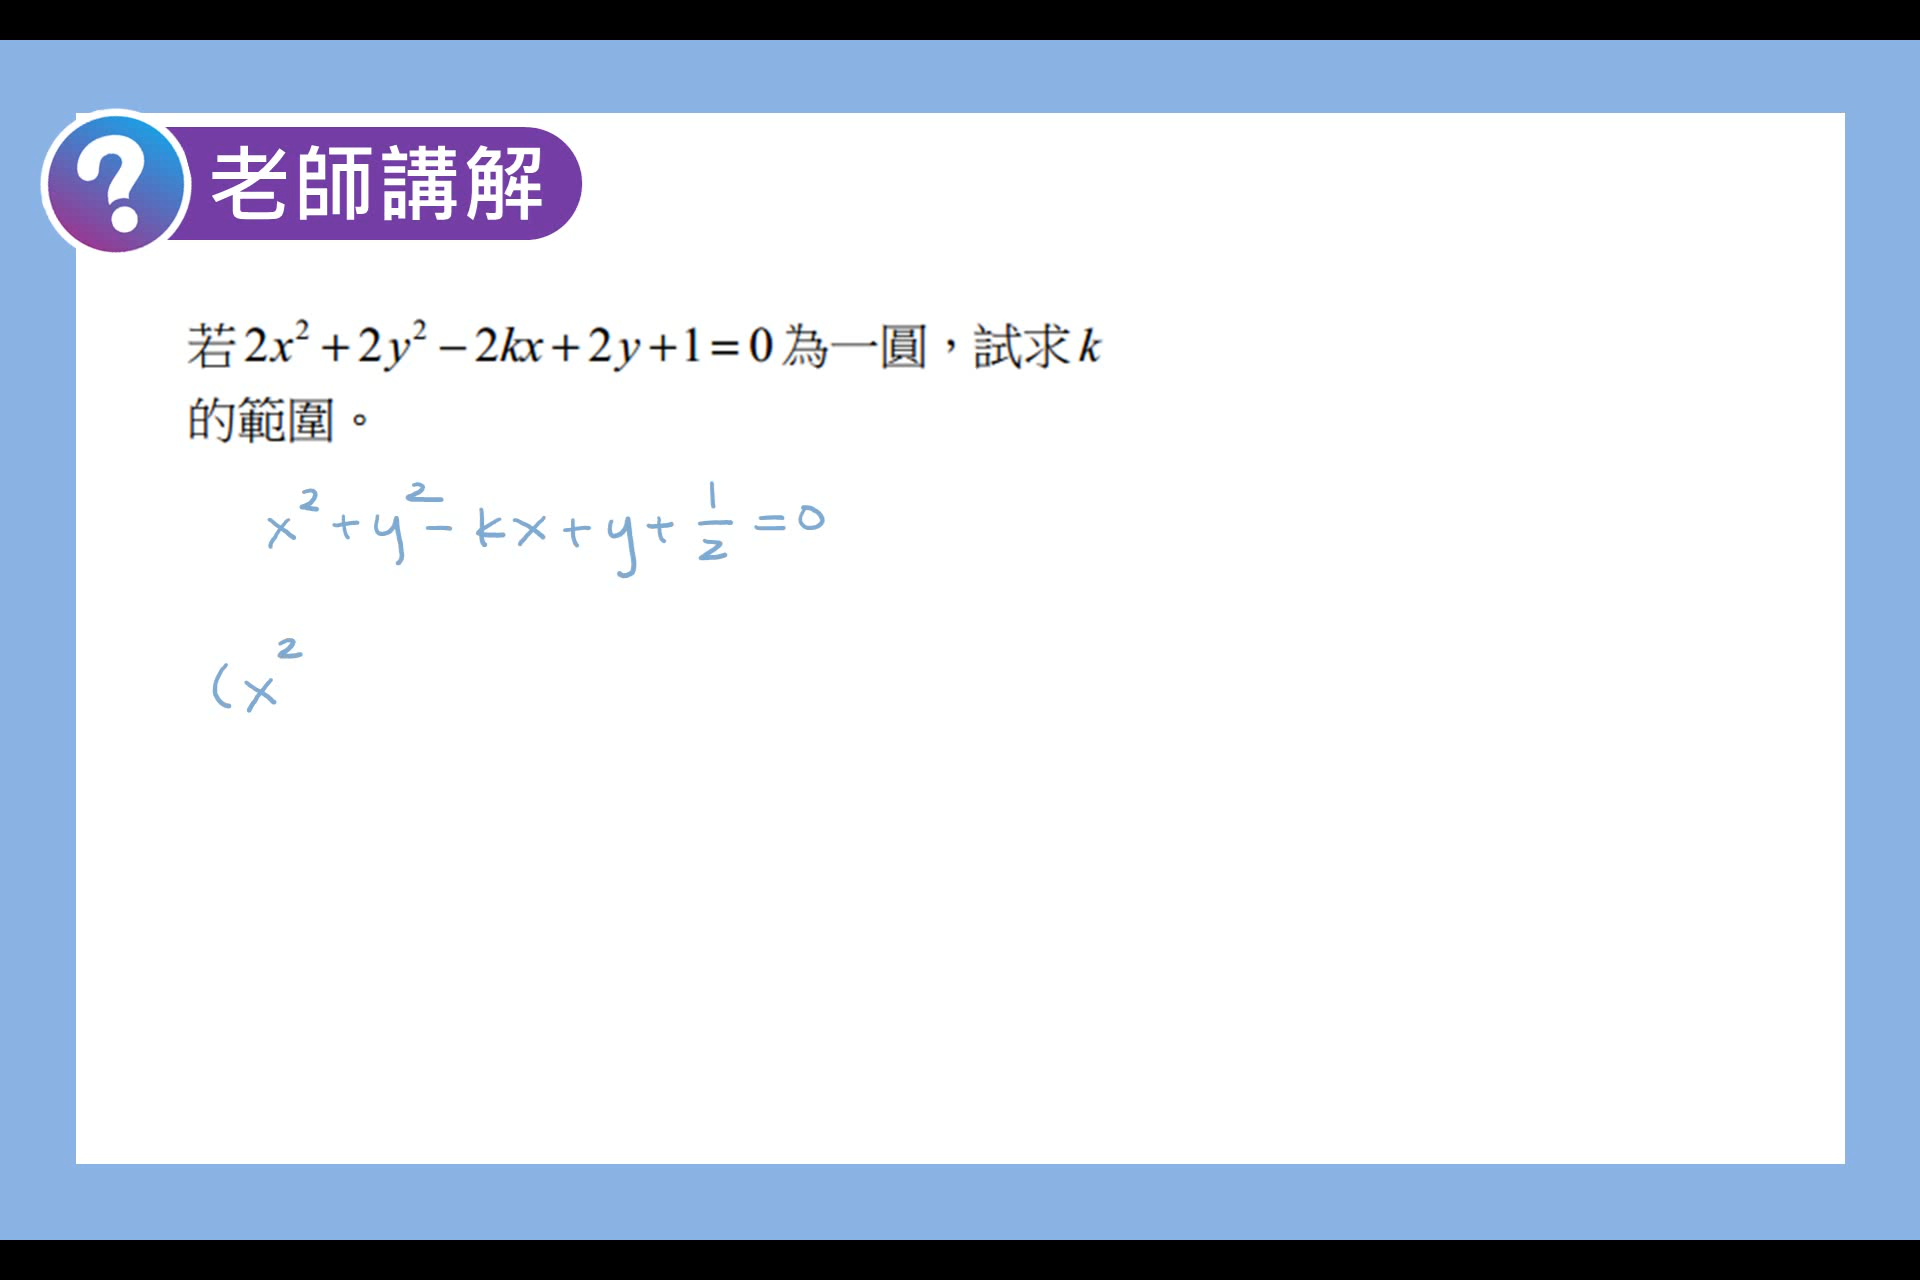 ?老師講解
若2x²+2y²−2kx+2y+1=0為一圓，試求k
的範圍。
x²+y²-kx+y+1/2=0
(x²